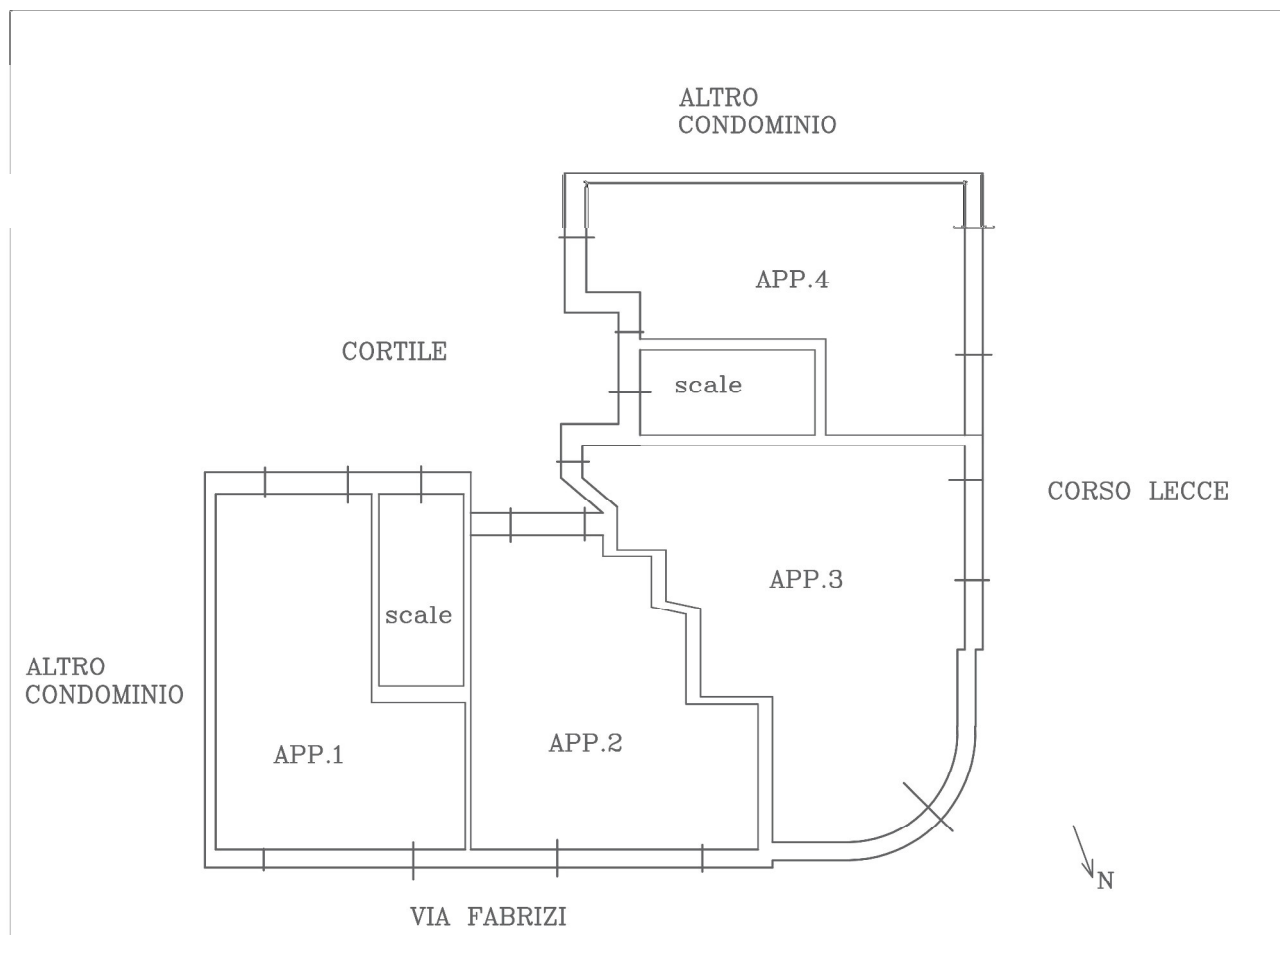 ALTRO
CONDOMINIO
APP.4
CORTILE
scale
CORSO LECCE
APP.3
scale
ALTRO
CONDOMINIO
APP.1
APP.2
N
VIA FABRIZI